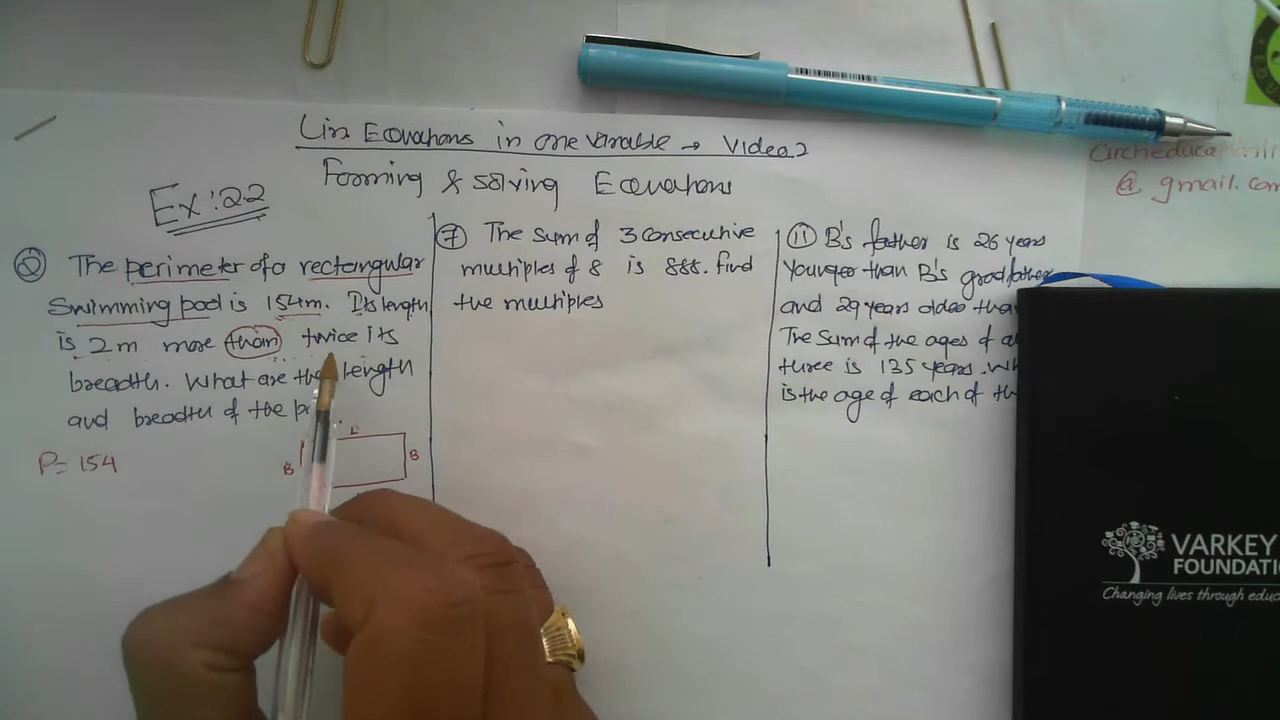 Lin Equations in one variable → Video 2
Forming & solving Equations
Ex: 2.2
② The perimeter of a rectangular
Swimming pool is 154m. Its length
is 2m more than twice its
breadth. What are the length
and breadth of the
P = 154
L
B
B
⑦ The sum of 3 consecutive
multiples of 8 is 888. find
the multiples
⑪ B's father is 26 years
Younger than B's grandfather
and 29 years older
The Sum of the ages of
three is 135 years.
is the age of each of
@ gmail.com
VARKEY
FOUNDATI
Changing lives through educ